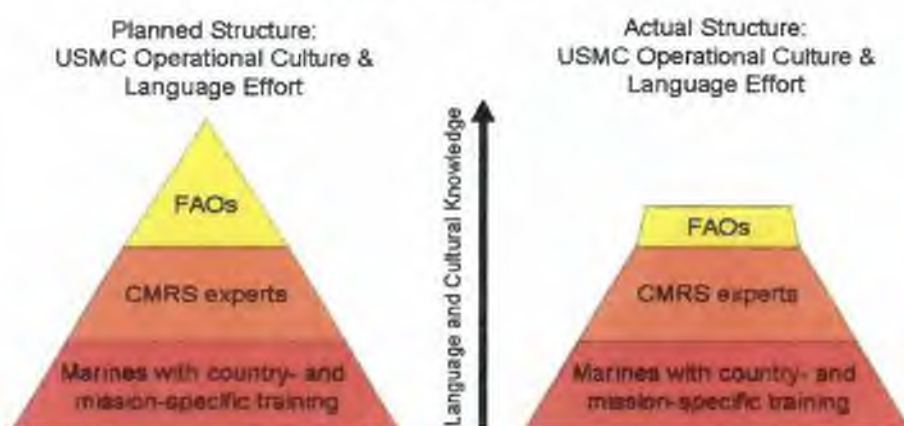 Planned Structure:
USMC Operational Culture &
Language Effort
FAOs
CMRS experts
Marines with country- and
mission-specific training
Language and Cultural Knowledge
Actual Structure:
USMC Operational Culture &
Language Effort
FAOs
CMRS experts
Marines with country- and
mission-specific training